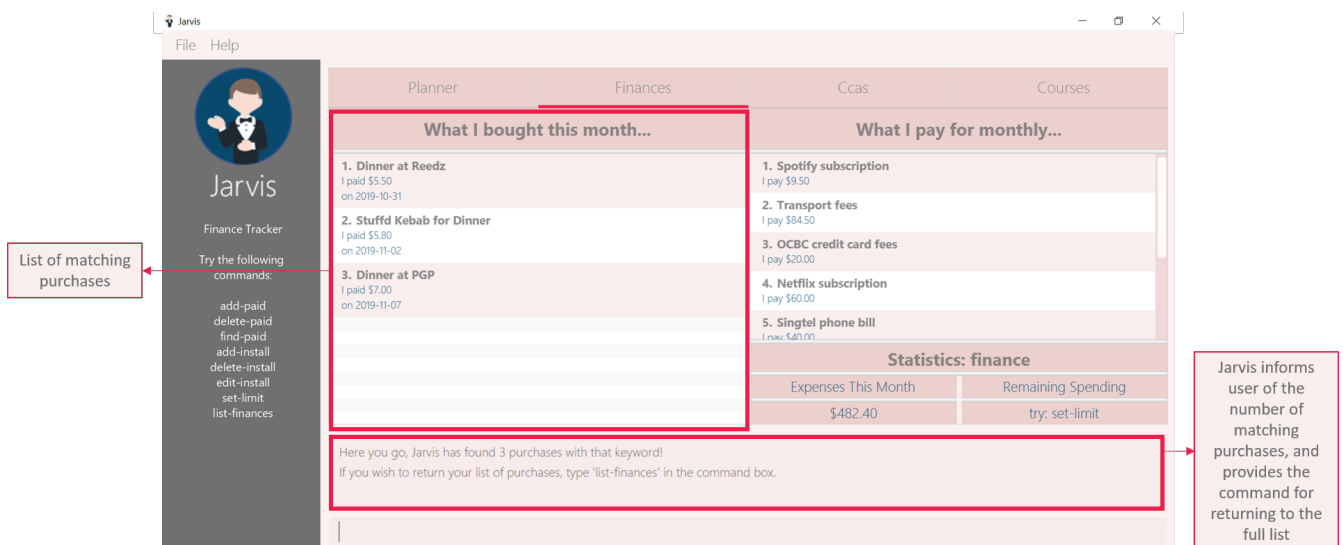 Jarvis
File Help
Jarvis
Finance Tracker
Try the following
commands:
add-paid
delete-paid
find-paid
add-install
delete-install
edit-install
set-limit
list-finances
Planner
Finances
Ccas
Courses
What I bought this month...
1. Dinner at Reedz
I paid $5.50
on 2019-10-31
2. Stuffd Kebab for Dinner
I paid $5.80
on 2019-11-02
3. Dinner at PGP
I paid $7.00
on 2019-11-07
What I pay for monthly...
1. Spotify subscription
I pay $9.50
2. Transport fees
I pay $84.50
3. OCBC credit card fees
I pay $20.00
4. Netflix subscription
I pay $60.00
5. Singtel phone bill
I pay $40.00
Statistics: finance
Expenses This Month
Remaining Spending
$482.40
try: set-limit
Here you go, Jarvis has found 3 purchases with that keyword!
If you wish to return your list of purchases, type 'list-finances' in the command box.
List of matching
purchases
Jarvis informs
user of the
number of
matching
purchases, and
provides the
command for
returning to the
full list